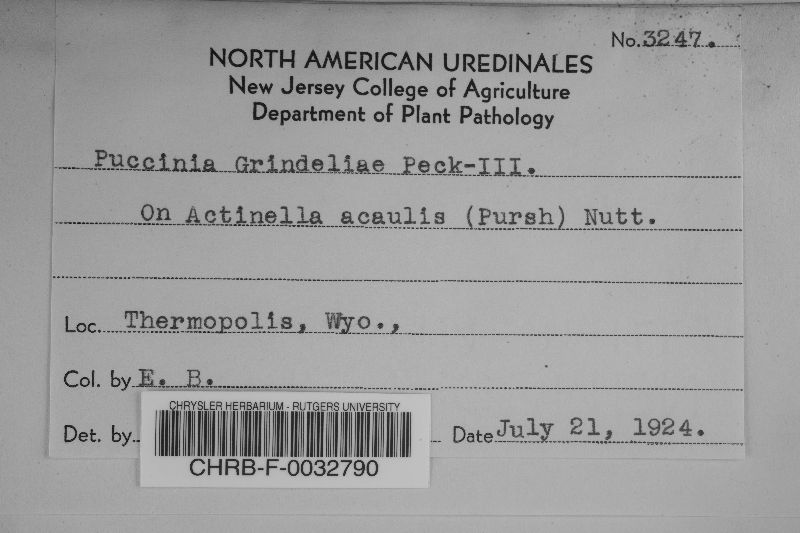 No. 3247.
NORTH AMERICAN UREDINALES
New Jersey College of Agriculture
Department of Plant Pathology
Puccinia Grindeliae Peck-III.
On Actinella acaulis (Pursh) Nutt.
Loc. Thermopolis, Wyo.,
Col. by E. B.
Det. by
Date July 21, 1924.
CHRYSLER HERBARIUM - RUTGERS UNIVERSITY
CHRB-F-0032790